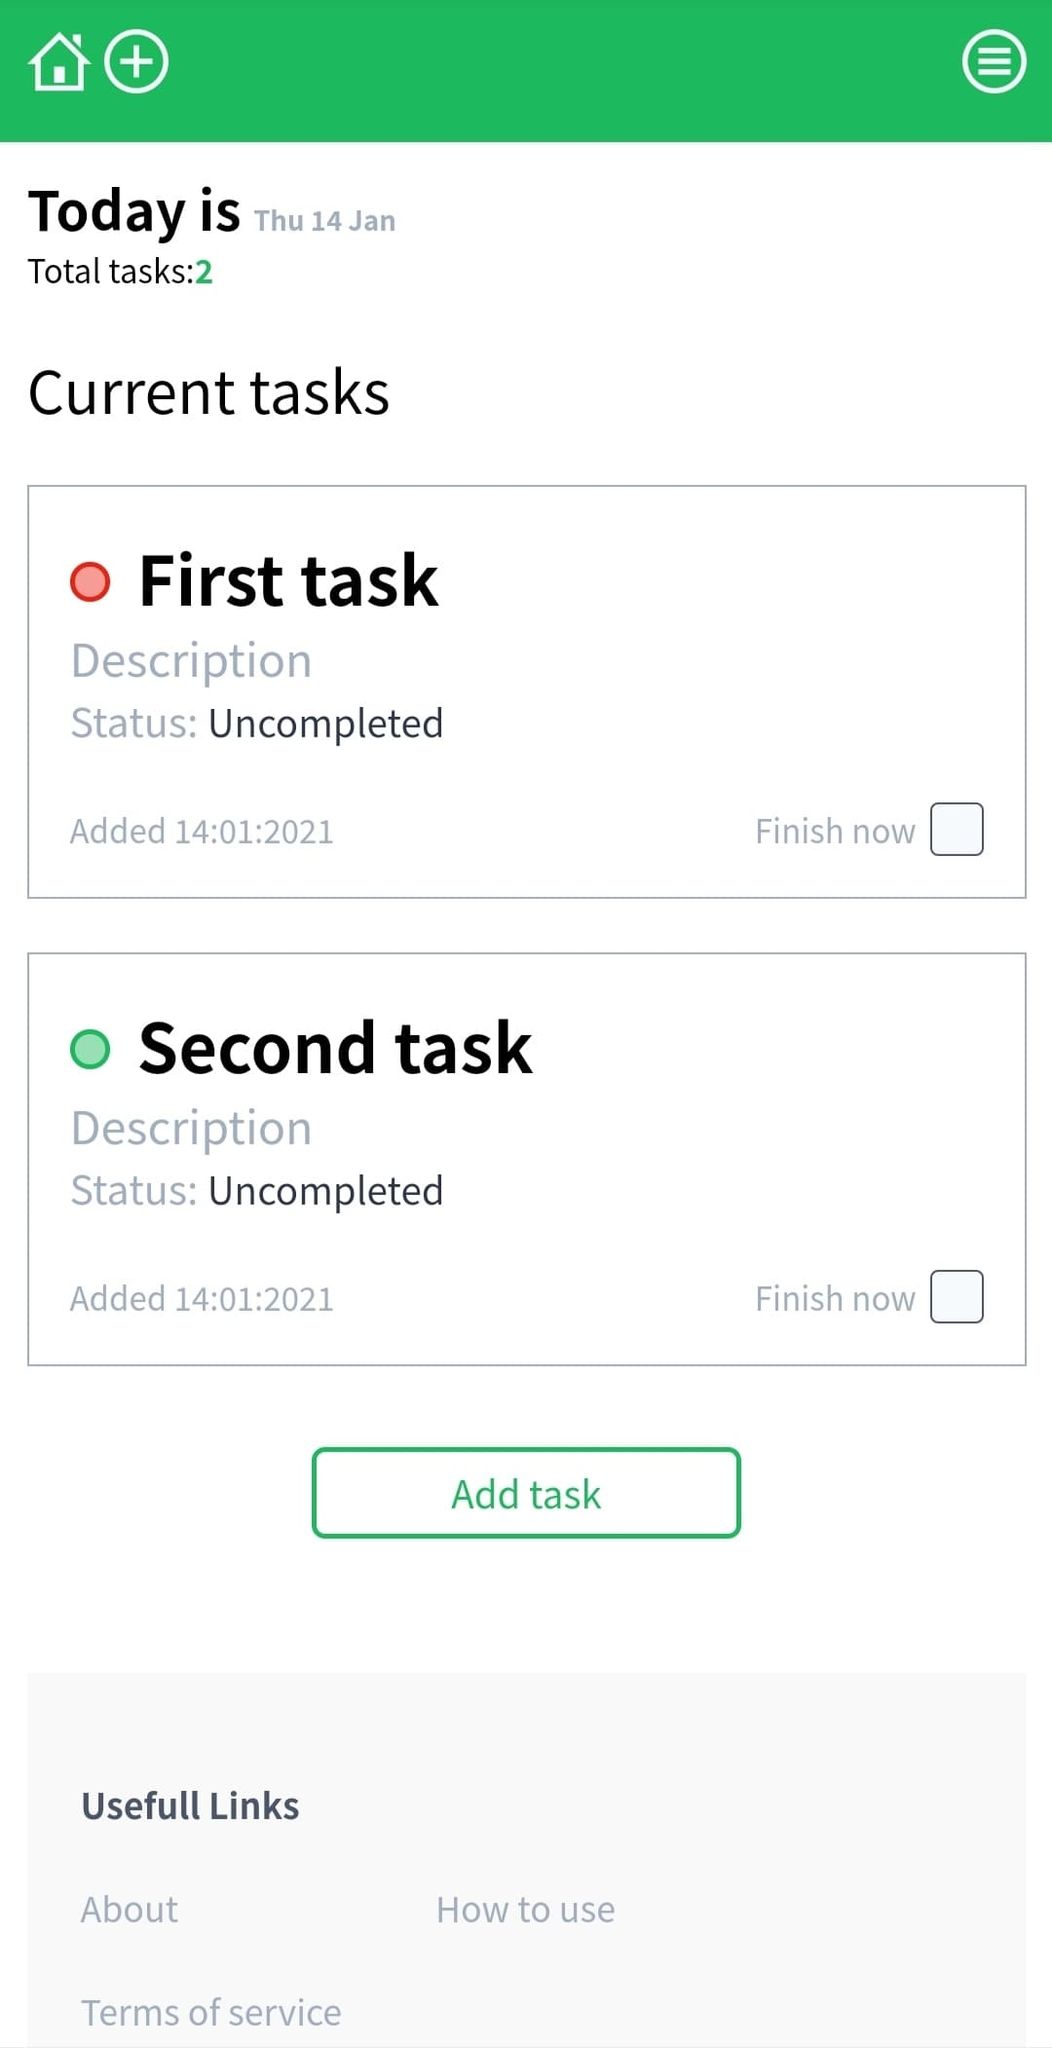 Today is Thu 14 Jan
Total tasks:2
Current tasks
First task
Description
Status: Uncompleted
Added 14:01:2021 Finish now
Second task
Description
Status: Uncompleted
Added 14:01:2021 Finish now
Add task
Usefull Links
About How to use
Terms of service